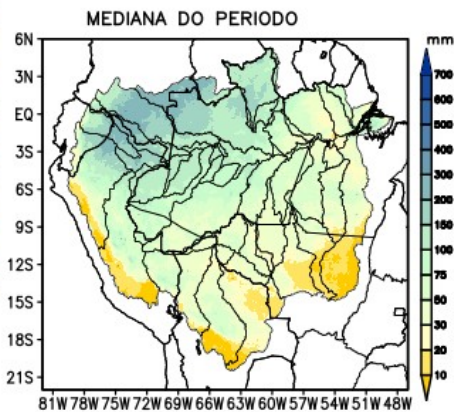 MEDIANA DO PERIODO
mm
6N
3N
EQ
3S
6S
9S
12S
15S
18S
21S
81W 78W 75W 72W 69W 66W 63W 60W 57W 54W 51W 48W
700
600
500
400
300
200
150
100
75
50
30
20
10